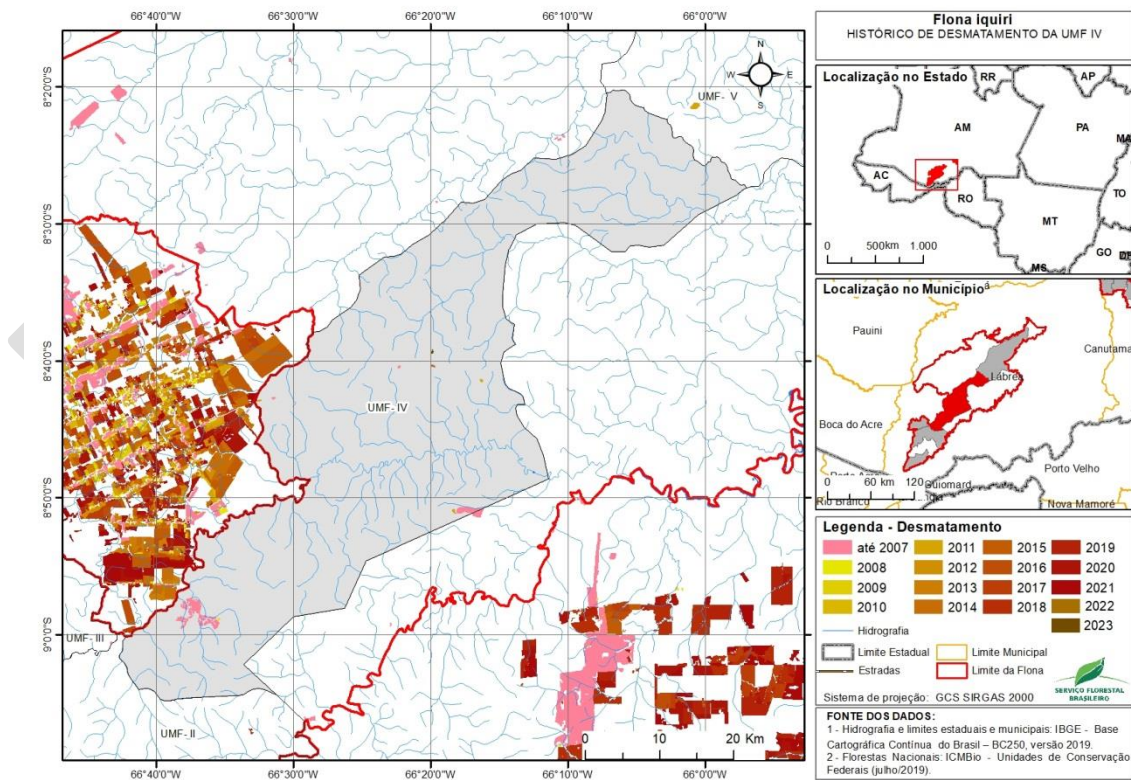 66°40'0"W 66°30'0"W 66°20'0"W 66°10'0"W 66°0'0"W
8°20'0"S
8°30'0"S
8°40'0"S
8°50'0"S
9°0'0"S
N
W E
S
UMF- V
UMF- IV
UMF- III
UMF- II
0 10 20 Km
Flona iquiri
HISTÓRICO DE DESMATAMENTO DA UMF IV
Localização no Estado
RR AP
AM PA
MA
AC
RO
TO
MT
GO
MS
0 500km 1.000
Localização no Município
Pauini
Canutama
Lábrea
Boca do Acre
Porto Velho
Guiomard
Rio Branco
Nova Mamoré
0 60 km 120
Legenda - Desmatamento
até 2007 2011 2015 2019
2008 2012 2016 2020
2009 2013 2017 2021
2010 2014 2018 2022
2023
Hidrografia
Limite Estadual Limite Municipal
Estradas Limite da Flona
Sistema de projeção: GCS SIRGAS 2000
SERVIÇO FLORESTAL
BRASILEIRO
FONTE DOS DADOS:
1 - Hidrografia e limites estaduais e municipais: IBGE - Base
Cartográfica Contínua do Brasil – BC250, versão 2019.
2 - Florestas Nacionais: ICMBio - Unidades de Conservação
Federais (julho/2019).